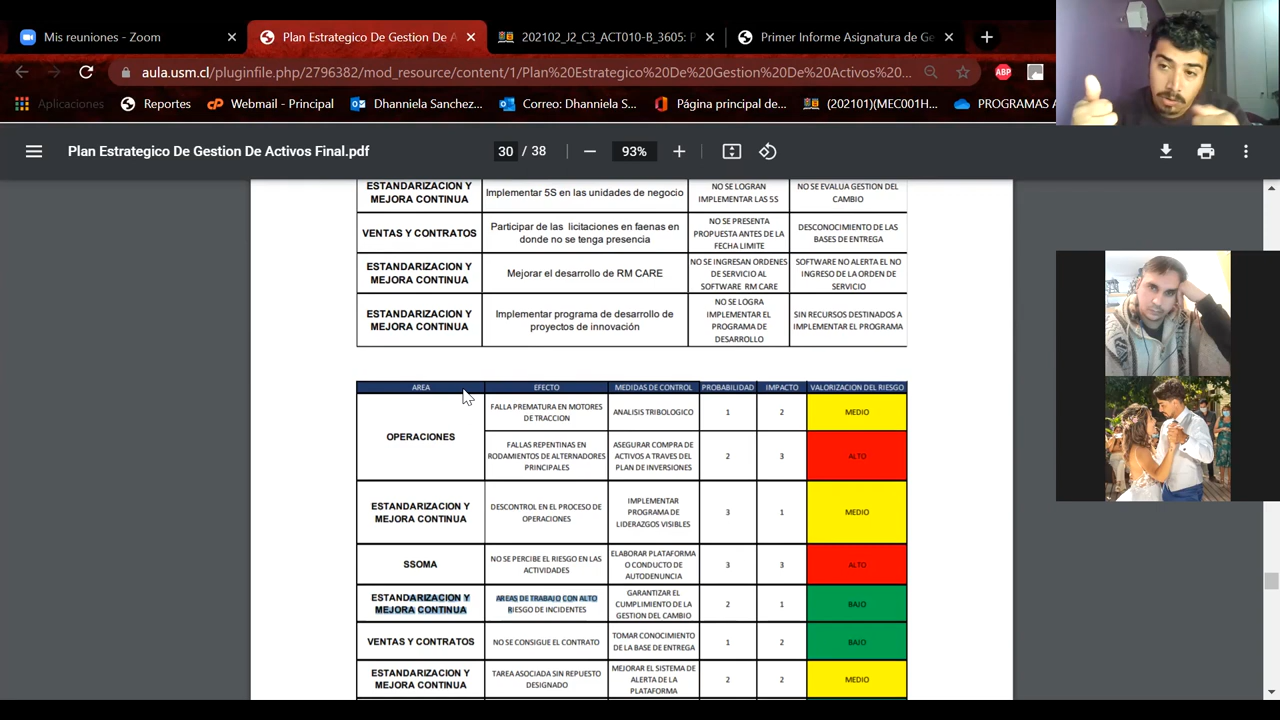 Mis reuniones - Zoom
Plan Estrategico De Gestion De A
202102_J2_C3_ACT010-B_3605: P
Primer Informe Asignatura de Ge
aula.usm.cl/pluginfile.php/2796382/mod_resource/content/1/Plan%20Estrategico%20De%20Gestion%20De%20Activos%20...
ABP
Aplicaciones
Reportes
Webmail - Principal
Dhanniela Sanchez...
Correo: Dhanniela S...
Página principal de...
(202101)(MEC001H...
PROGRAMAS A
Plan Estrategico De Gestion De Activos Final.pdf
30 / 38
93%
ESTANDARIZACION Y
MEJORA CONTINUA
Implementar 5S en las unidades de negocio
NO SE LOGRAN
IMPLEMENTAR LAS 5S
NO SE EVALUA GESTION DEL
CAMBIO
VENTAS Y CONTRATOS
Participar de las licitaciones en faenas en
donde no se tenga presencia
NO SE PRESENTA
PROPUESTA ANTES DE LA
FECHA LIMITE
DESCONOCIMIENTO DE LAS
BASES DE ENTREGA
ESTANDARIZACION Y
MEJORA CONTINUA
Mejorar el desarrollo de RM CARE
NO SE INGRESAN ORDENES
DE SERVICIO AL
SOFTWARE RM CARE
SOFTWARE NO ALERTA EL NO
INGRESO DE LA ORDEN DE
SERVICIO
ESTANDARIZACION Y
MEJORA CONTINUA
Implementar programa de desarrollo de
proyectos de innovación
NO SE LOGRA
IMPLEMENTAR EL
PROGRAMA DE
DESARROLLO
SIN RECURSOS DESTINADOS A
IMPLEMENTAR EL PROGRAMA
AREA
EFECTO
MEDIDAS DE CONTROL
PROBABILIDAD
IMPACTO
VALORIZACION DEL RIESGO
OPERACIONES
FALLA PREMATURA EN MOTORES
DE TRACCION
ANALISIS TRIBOLOGICO
1
2
MEDIO
FALLAS REPENTINAS EN
RODAMIENTOS DE ALTERNADORES
PRINCIPALES
ASEGURAR COMPRA DE
ACTIVOS A TRAVES DEL
PLAN DE INVERSIONES
2
3
ALTO
ESTANDARIZACION Y
MEJORA CONTINUA
DESCONTROL EN EL PROCESO DE
OPERACIONES
IMPLEMENTAR
PROGRAMA DE
LIDERAZGOS VISIBLES
3
1
MEDIO
SSOMA
NO SE PERCIBE EL RIESGO EN LAS
ACTIVIDADES
ELABORAR PLATAFORMA
O CONDUCTO DE
AUTODENUNCIA
3
3
ALTO
ESTANDARIZACION Y
MEJORA CONTINUA
AREAS DE TRABAJO CON ALTO
RIESGO DE INCIDENTES
GARANTIZAR EL
CUMPLIMIENTO DE LA
GESTION DEL CAMBIO
2
1
BAJO
VENTAS Y CONTRATOS
NO SE CONSIGUE EL CONTRATO
TOMAR CONOCIMIENTO
DE LA BASE DE ENTREGA
1
2
BAJO
ESTANDARIZACION Y
MEJORA CONTINUA
TAREA ASOCIADA SIN REPUESTO
DESIGNADO
MEJORAR EL SISTEMA DE
ALERTA DE LA
PLATAFORMA
2
2
MEDIO